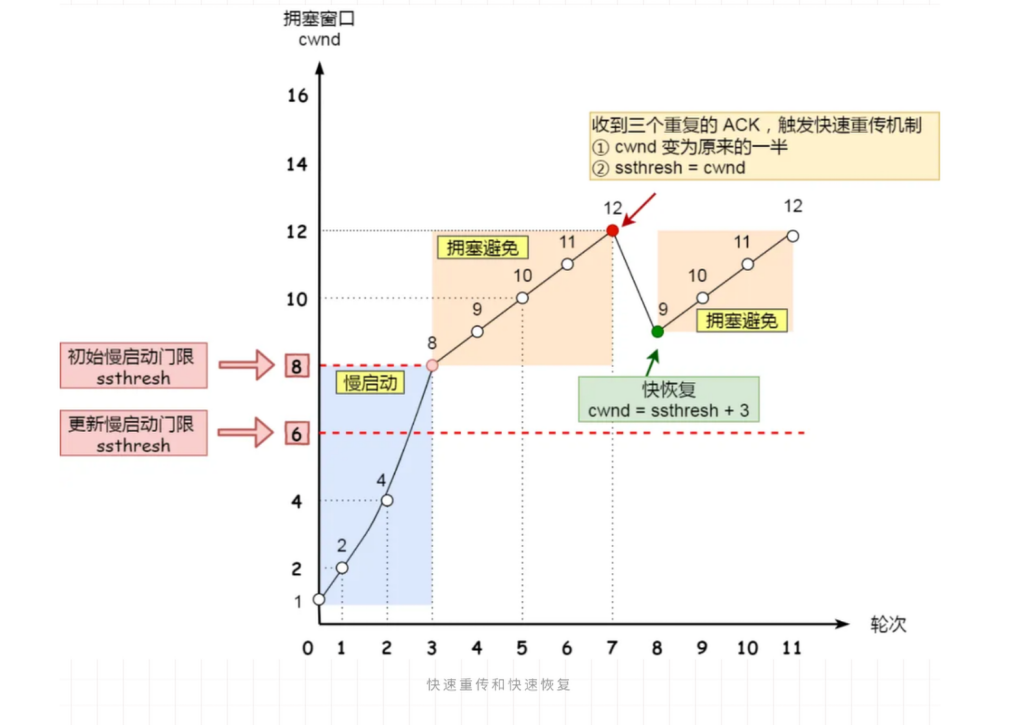 拥塞窗口
cwnd
16
14
12
10
8
6
4
2
1
初始慢启动门限
ssthresh
更新慢启动门限
ssthresh
收到三个重复的 ACK，触发快速重传机制
① cwnd 变为原来的一半
② ssthresh = cwnd
慢启动
2
4
8
拥塞避免
9
10
11
12
快恢复
cwnd = ssthresh + 3
9
10
11
12
拥塞避免
0 1 2 3 4 5 6 7 8 9 10 11
轮次
快速重传和快速恢复